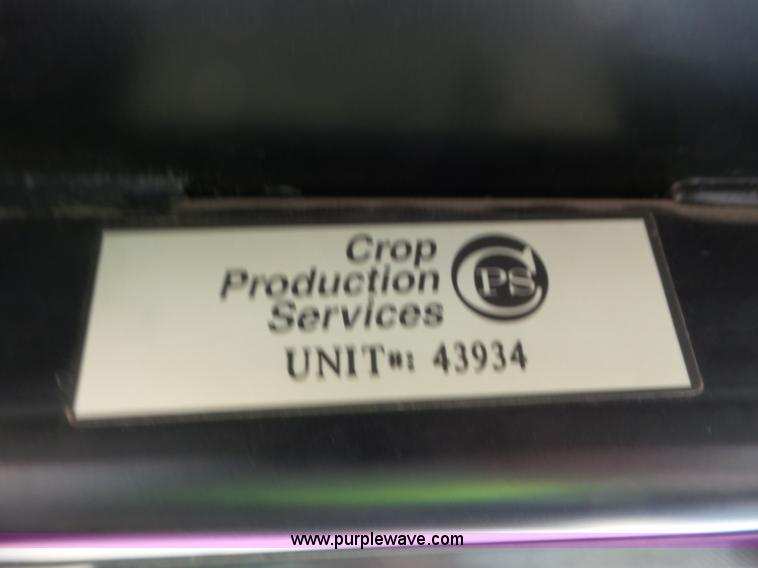 Crop
Production
Services
CPS
UNIT#: 43934
www.purplewave.com